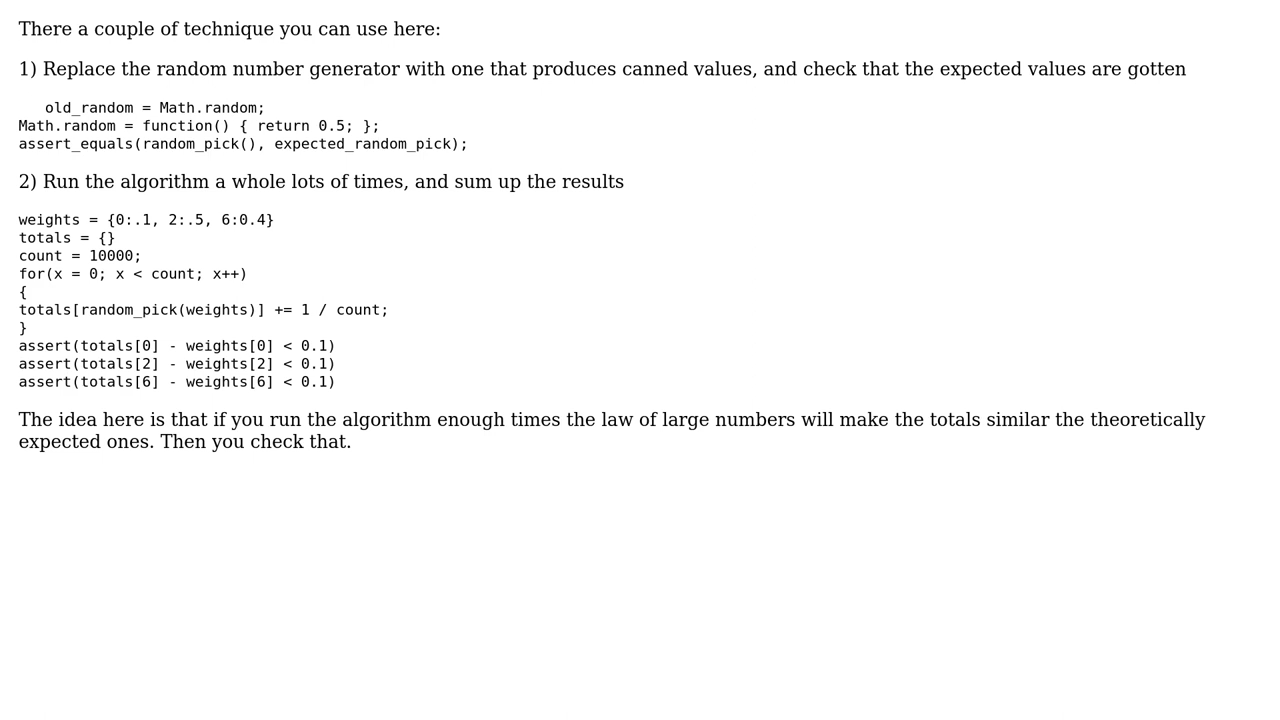 There a couple of technique you can use here:
1) Replace the random number generator with one that produces canned values, and check that the expected values are gotten
old_random = Math.random;
Math.random = function() { return 0.5; };
assert_equals(random_pick(), expected_random_pick);
2) Run the algorithm a whole lots of times, and sum up the results
weights = {0:.1, 2:.5, 6:0.4}
totals = {}
count = 10000;
for(x = 0; x < count; x++)
{
totals[random_pick(weights)] += 1 / count;
}
assert(totals[0] - weights[0] < 0.1)
assert(totals[2] - weights[2] < 0.1)
assert(totals[6] - weights[6] < 0.1)
The idea here is that if you run the algorithm enough times the law of large numbers will make the totals similar the theoretically
expected ones. Then you check that.